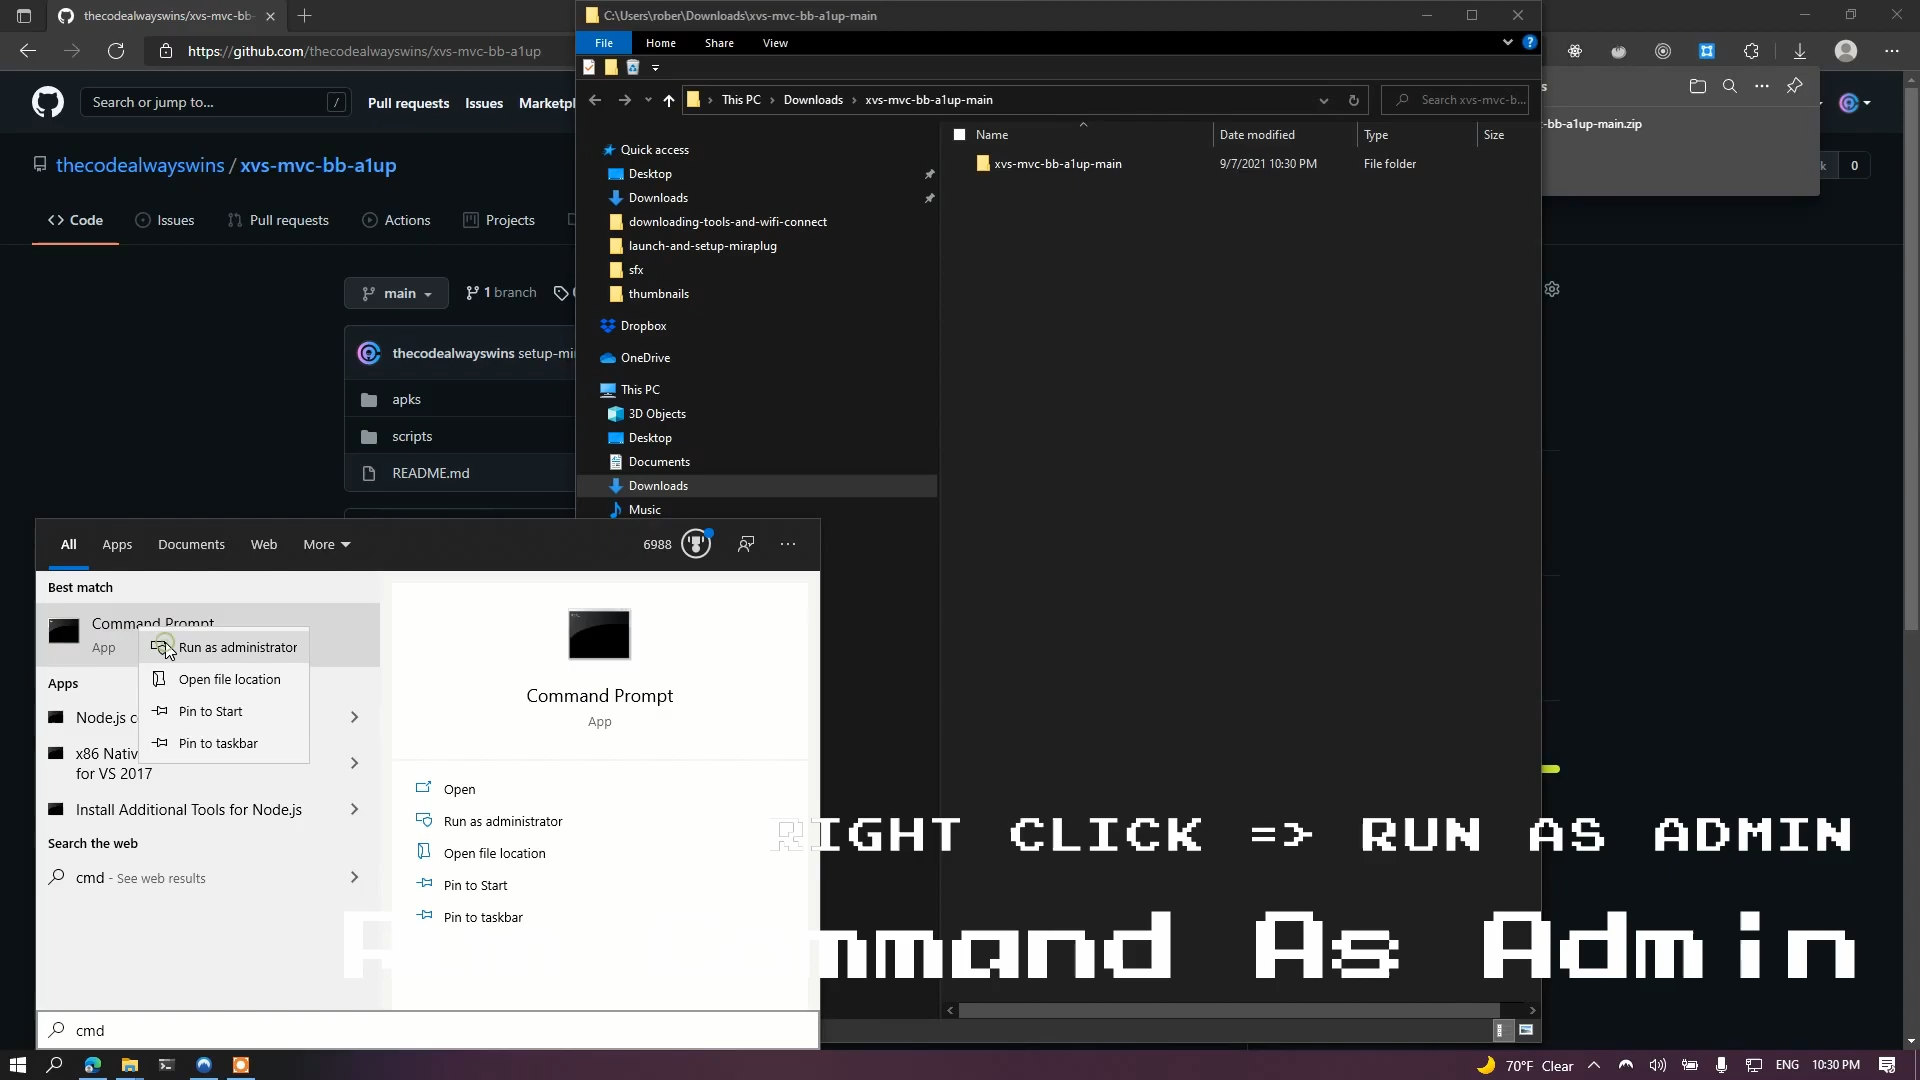 thecodealwayswins/xvs-mvc-bb-
https://github.com/thecodealwayswins/xvs-mvc-bb-a1up
Search or jump to...
/
Pull requests
Issues
Marketpl
thecodealwayswins / xvs-mvc-bb-a1up
<> Code
Issues
Pull requests
Actions
Projects
main
1 branch
thecodealwayswins setup-mi
apks
scripts
README.md
C:\Users\rober\Downloads\xvs-mvc-bb-a1up-main
File
Home
Share
View
This PC
Downloads
xvs-mvc-bb-a1up-main
Search xvs-mvc-b...
Name
Date modified
Type
Size
xvs-mvc-bb-a1up-main
9/7/2021 10:30 PM
File folder
Quick access
Desktop
Downloads
downloading-tools-and-wifi-connect
launch-and-setup-miraplug
sfx
thumbnails
Dropbox
OneDrive
This PC
3D Objects
Desktop
Documents
Downloads
Music
s
-bb-a1up-main.zip
k
0
All
Apps
Documents
Web
More
6988
Best match
Command Prompt
App
Run as administrator
Open file location
Pin to Start
Pin to taskbar
Apps
Node.js c
x86 Nativ
for VS 2017
Install Additional Tools for Node.js
Search the web
cmd - See web results
Command Prompt
App
Open
Run as administrator
Open file location
Pin to Start
Pin to taskbar
RIGHT CLICK => RUN AS ADMIN
mmand As Admin
cmd
70°F Clear
ENG
10:30 PM